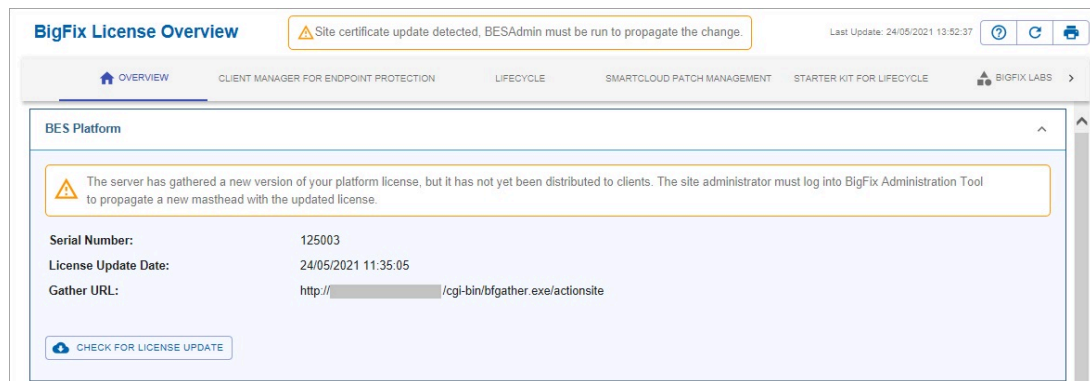 BigFix License Overview
Site certificate update detected, BESAdmin must be run to propagate the change.
Last Update: 24/05/2021 13:52:37
OVERVIEW
CLIENT MANAGER FOR ENDPOINT PROTECTION
LIFECYCLE
SMARTCLOUD PATCH MANAGEMENT
STARTER KIT FOR LIFECYCLE
BIGFIX LABS
BES Platform
The server has gathered a new version of your platform license, but it has not yet been distributed to clients. The site administrator must log into BigFix Administration Tool
to propagate a new masthead with the updated license.
Serial Number: 125003
License Update Date: 24/05/2021 11:35:05
Gather URL: http:// /cgi-bin/bfgather.exe/actionsite
CHECK FOR LICENSE UPDATE